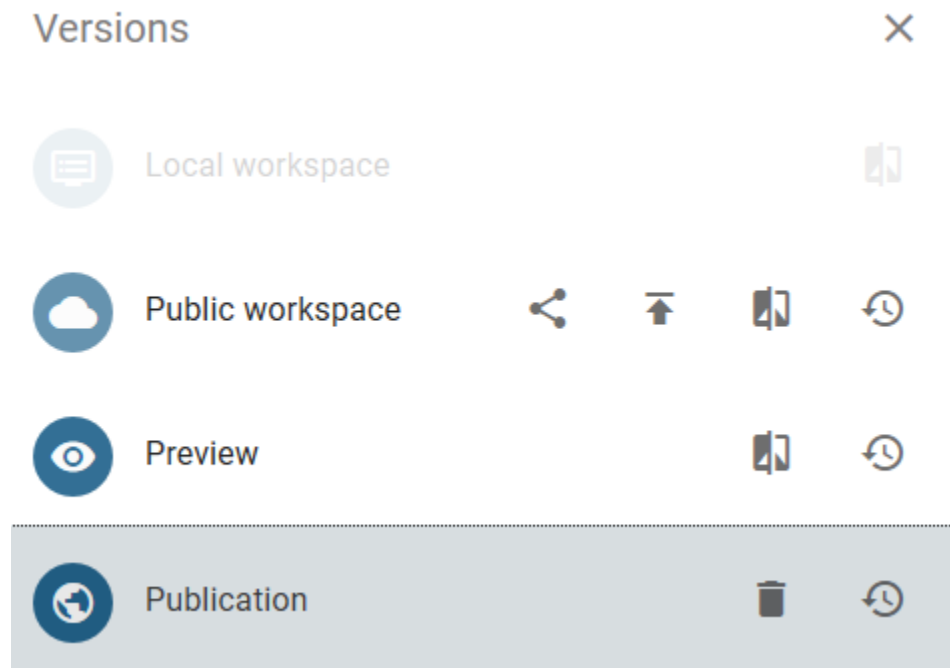 Versions
Local workspace
Public workspace
Preview
Publication